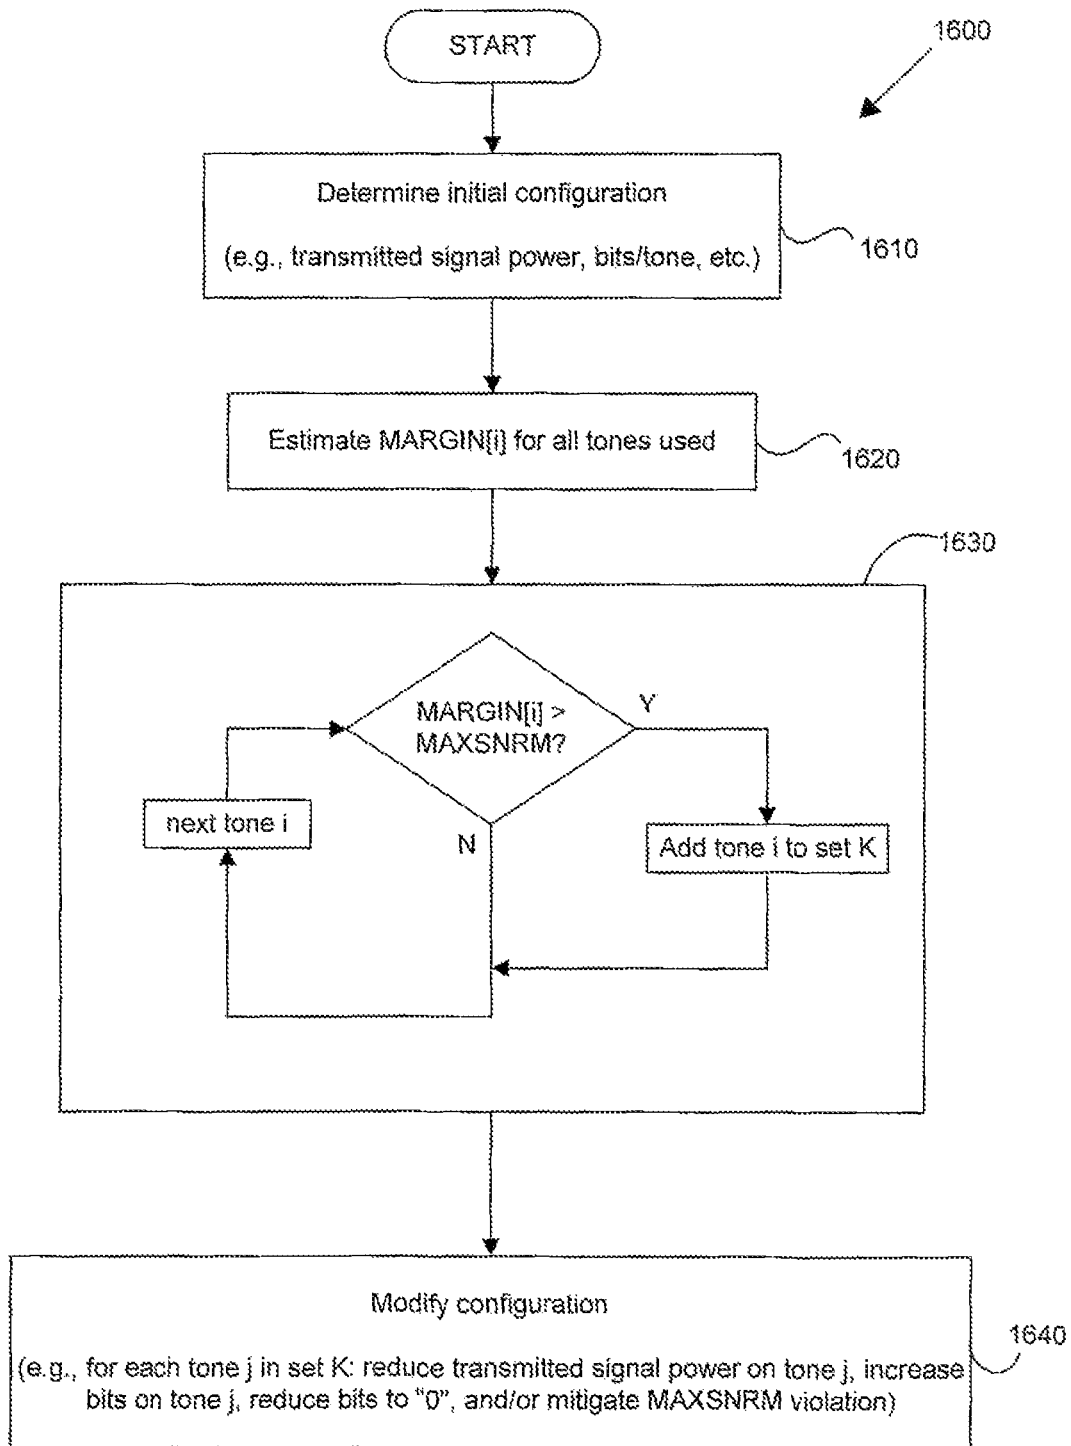 START
1600
Determine initial configuration
(e.g., transmitted signal power, bits/tone, etc.)
1610
Estimate MARGIN[i] for all tones used
1620
1630
MARGIN[i] >
MAXSNRM?
Y
next tone i
N
Add tone i to set K
Modify configuration
1640
(e.g., for each tone j in set K: reduce transmitted signal power on tone j, increase
bits on tone j, reduce bits to "0", and/or mitigate MAXSNRM violation)